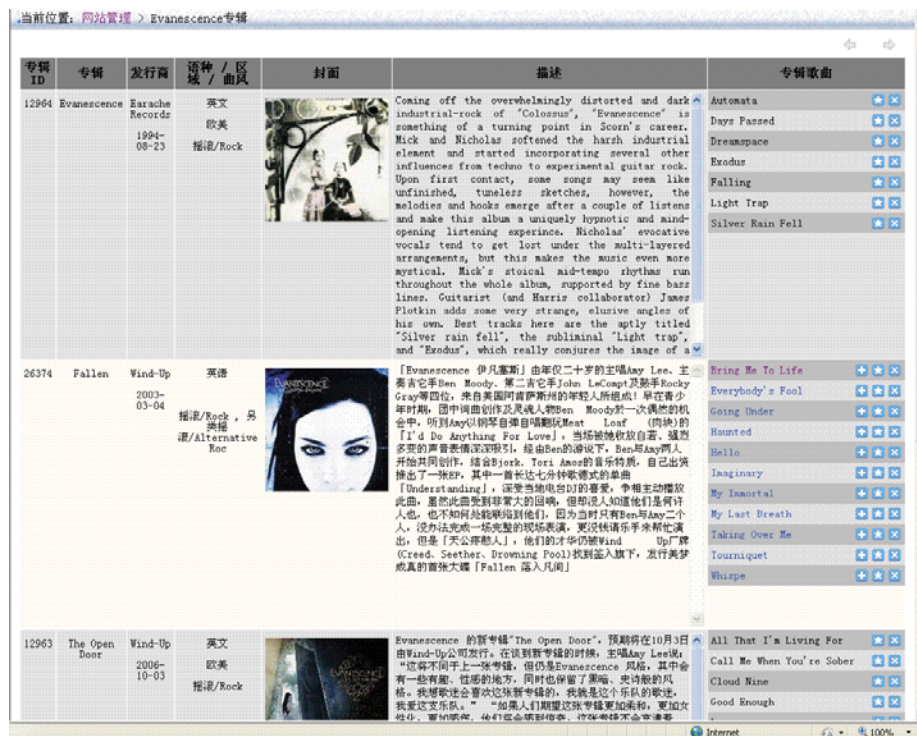 当前位置: 网站管理 > Evanescence专辑
专辑ID 专辑 发行商 语种 / 区域 / 曲风 封面 描述 专辑歌曲
12964 Evanescence Earache Records 1994-08-23 英文 欧美 摇滚/Rock
Coming off the overwhelmingly distorted and dark
industrial-rock of "Colossus", "Evanescence" is
something of a turning point in Scorn's career.
Mick and Nicholas softened the harsh industrial
element and started incorporating several other
influences from techno to experimental guitar rock.
Upon first contact, some songs may seem like
unfinished, tuneless sketches, however, the
melodies and hooks emerge after a couple of listens
and make this album a uniquely hypnotic and mind-
opening listening experince. Nicholas' evocative
vocals tend to get lost under the multi-layered
arrangements, but this makes the music even more
mystical. Mick's stoical mid-tempo rhythms run
throughout the whole album, supported by fine bass
lines. Guitarist (and Harris collaborator) James
Plotkin adds some very strange, elusive angles of
his own. Best tracks here are the aptly titled
"Silver rain fell", the subliminal "Light trap",
and "Exodus", which really conjures the image of a
Automata
Days Passed
Dreamspace
Exodus
Falling
Light Trap
Silver Rain Fell
26374 Fallen Wind-Up 2003-03-04 英语 摇滚/Rock , 另类摇滚/Alternative Roc
EVANESCENCE
「Evanescence 伊凡塞斯」由年仅二十岁的主唱Amy Lee、主
奏吉它手Ben Moody、第二吉它手John LeCompt及鼓手Rocky
Gray等四位，来自美国阿肯萨斯州的年轻人所组成！早在青少
年时期，团中词曲创作及灵魂人物Ben Moody於一次偶然的机
会中，听到Amy以钢琴自弹自唱翻玩Meat Loaf (肉块)的
「I'd Do Anything For Love」，当场被她收放自若、强烈
多变的声音表情深深吸引，经由Ben的游说下，Ben与Amy两人
开始共同创作，结合Bjork、Tori Amos的音乐特质，自己出资
推出了一张EP，其中一首长达七分钟歌德式的单曲
「Understanding」，深受当地电台DJ的喜爱，争相主动播放
此曲，虽然此曲受到非常大的回响，但却没人知道他们是何许
人也，也不知何处能联络到他们，因为当时只有Ben与Amy二个
人，没办法完成一场完整的现场表演，更没钱请乐手来帮忙演
出，但是「天公疼憨人」，他们的才华仍被Wind Up厂牌
(Creed、Seether、Drowning Pool)找到签入旗下，发行美梦
成真的首张大碟「Fallen 落入凡间」
Bring Me To Life
Everybody's Fool
Going Under
Haunted
Hello
Imaginary
My Immortal
My Last Breath
Taking Over Me
Tourniquet
Whispe
12963 The Open Door Wind-Up 2006-10-03 英文 欧美 摇滚/Rock
EVANESCENCE
Evanescence 的新专辑"The Open Door"，预期将在10月3日
由Wind-Up公司发行。在谈到新专辑的时候，主唱Amy Lee说：
“这将不同于上一张专辑，但仍是Evanescence 风格，其中会
有一些有趣、性感的地方，同时也保留了黑暗、史诗般的风
格。我想歌迷会喜欢这张新专辑的，我就是这个乐队的歌迷，
我爱这支乐队。” “如果人们期望这张专辑更加柔和，更加女
All That I'm Living For
Call Me When You're Sober
Cloud Nine
Good Enough
Internet
100%